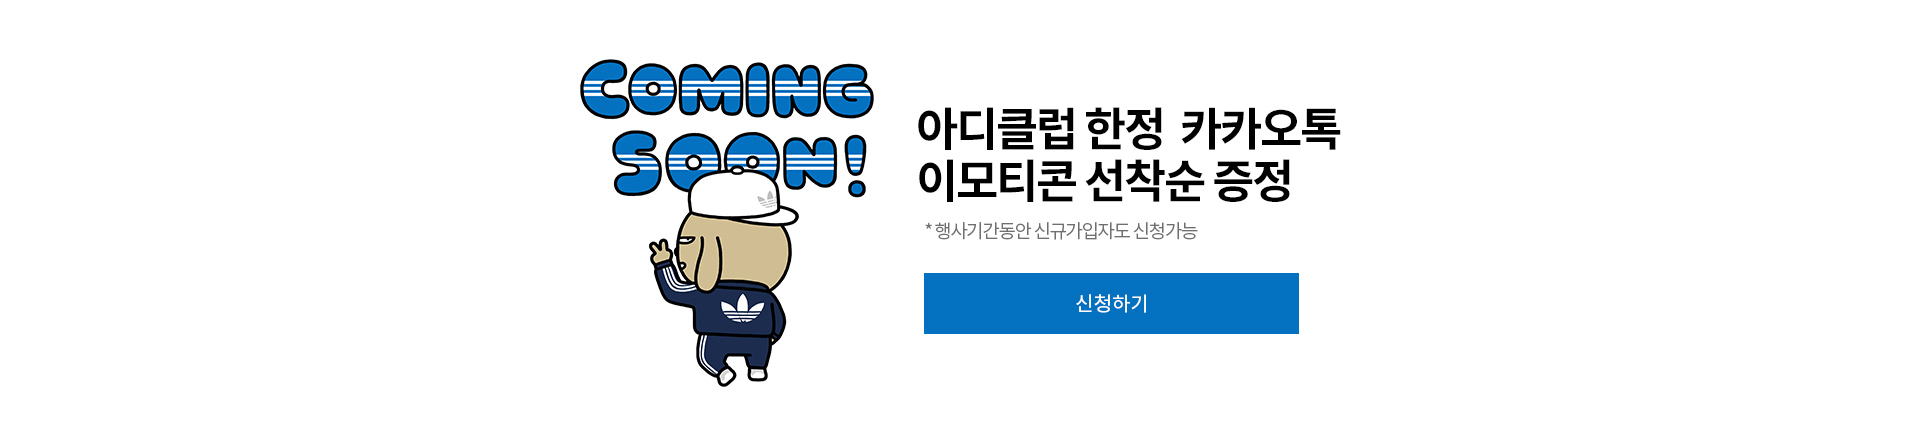 COMING
SOON!
아디클럽 한정 카카오톡
이모티콘 선착순 증정
* 행사기간동안 신규가입자도 신청가능
신청하기